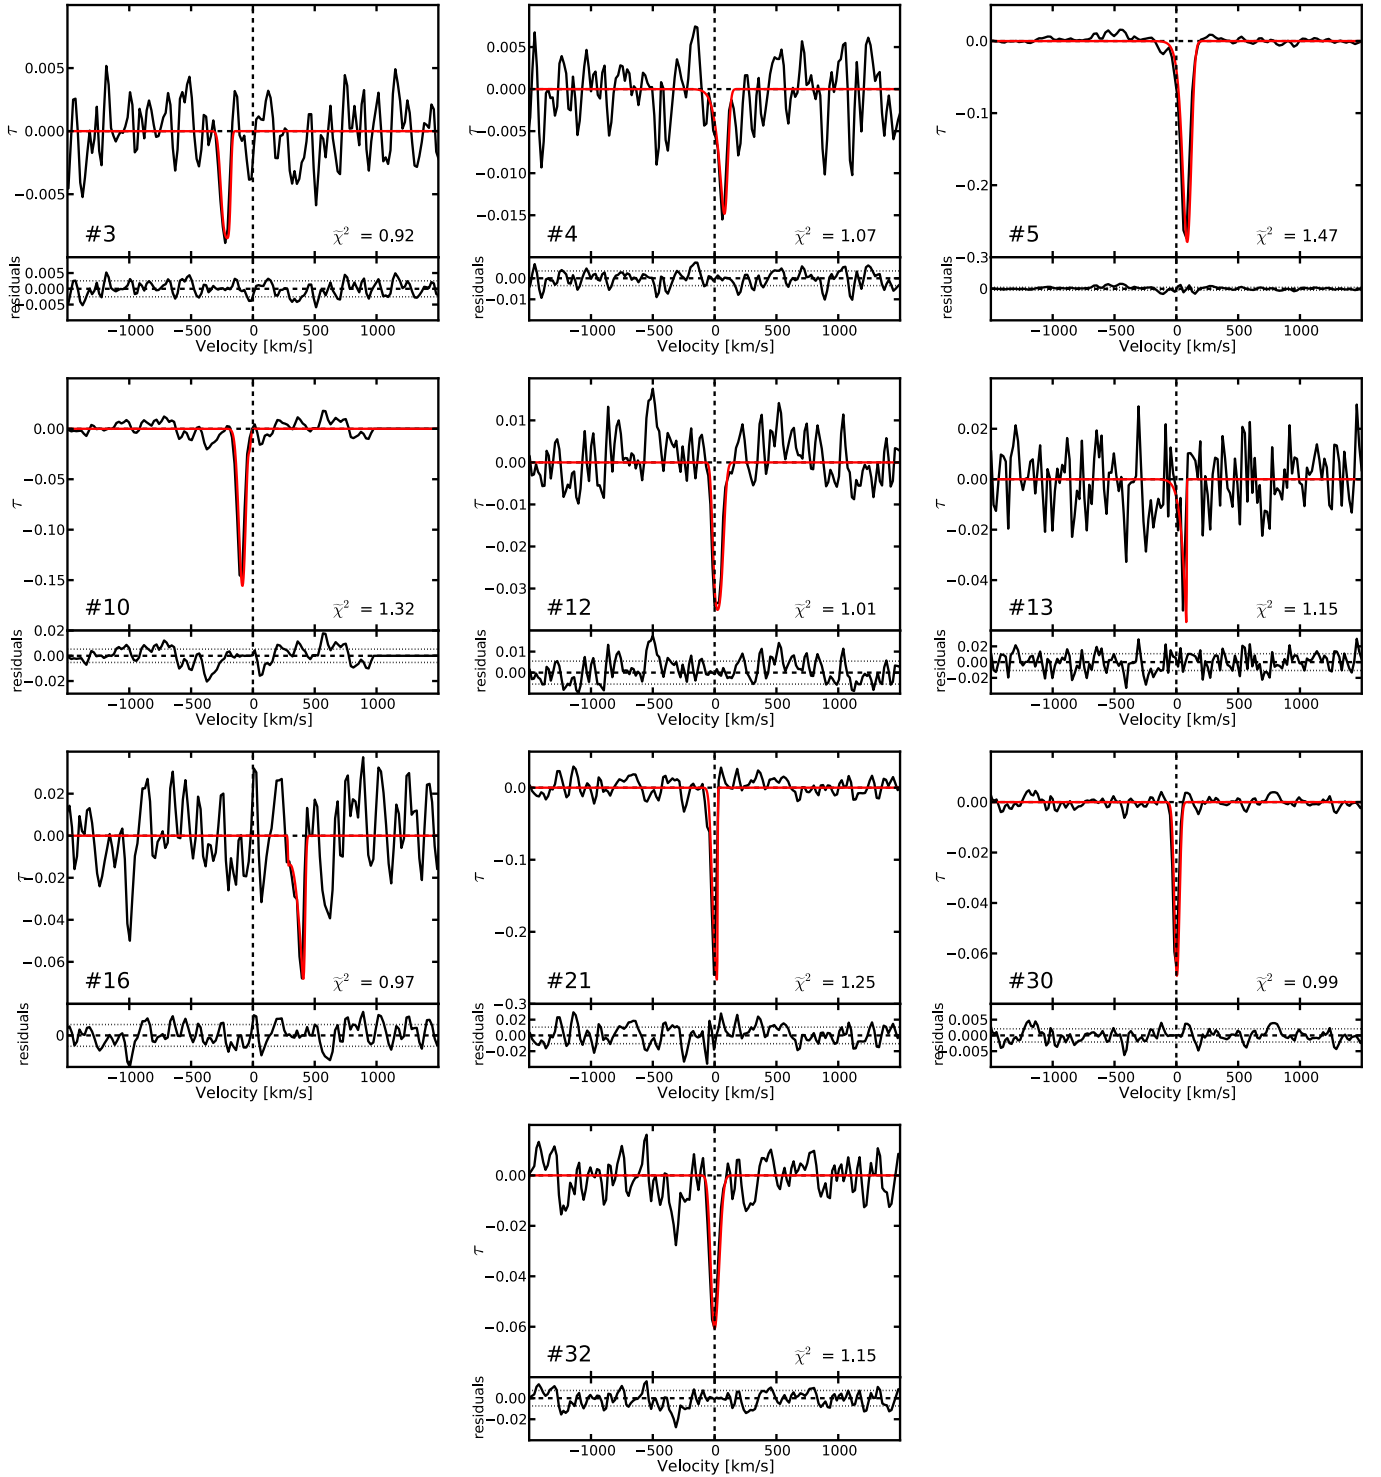 0.005
0.000
−0.005
τ
#3
χ̃² = 0.92
0.005
0.000
−0.005
residuals
−1000 −500 0 500 1000
Velocity [km/s]
0.005
0.000
−0.005
−0.010
−0.015
τ
#4
χ̃² = 1.07
0.00
−0.01
residuals
−1000 −500 0 500 1000
Velocity [km/s]
0.0
−0.1
−0.2
−0.3
τ
#5
χ̃² = 1.47
0
residuals
−1000 −500 0 500 1000
Velocity [km/s]
0.00
−0.05
−0.10
−0.15
τ
#10
χ̃² = 1.32
0.02
0.00
−0.02
residuals
−1000 −500 0 500 1000
Velocity [km/s]
0.01
0.00
−0.01
−0.02
−0.03
τ
#12
χ̃² = 1.01
0.01
0.00
residuals
−1000 −500 0 500 1000
Velocity [km/s]
0.02
0.00
−0.02
−0.04
τ
#13
χ̃² = 1.15
0.02
0.00
−0.02
residuals
−1000 −500 0 500 1000
Velocity [km/s]
0.02
0.00
−0.02
−0.04
−0.06
τ
#16
χ̃² = 0.97
0
residuals
−1000 −500 0 500 1000
Velocity [km/s]
0.0
−0.1
−0.2
−0.3
τ
#21
χ̃² = 1.25
0.02
0.00
−0.02
residuals
−1000 −500 0 500 1000
Velocity [km/s]
0.00
−0.02
−0.04
−0.06
τ
#30
χ̃² = 0.99
0.005
0.000
−0.005
residuals
−1000 −500 0 500 1000
Velocity [km/s]
0.00
−0.02
−0.04
−0.06
τ
#32
χ̃² = 1.15
0.00
−0.02
residuals
−1000 −500 0 500 1000
Velocity [km/s]